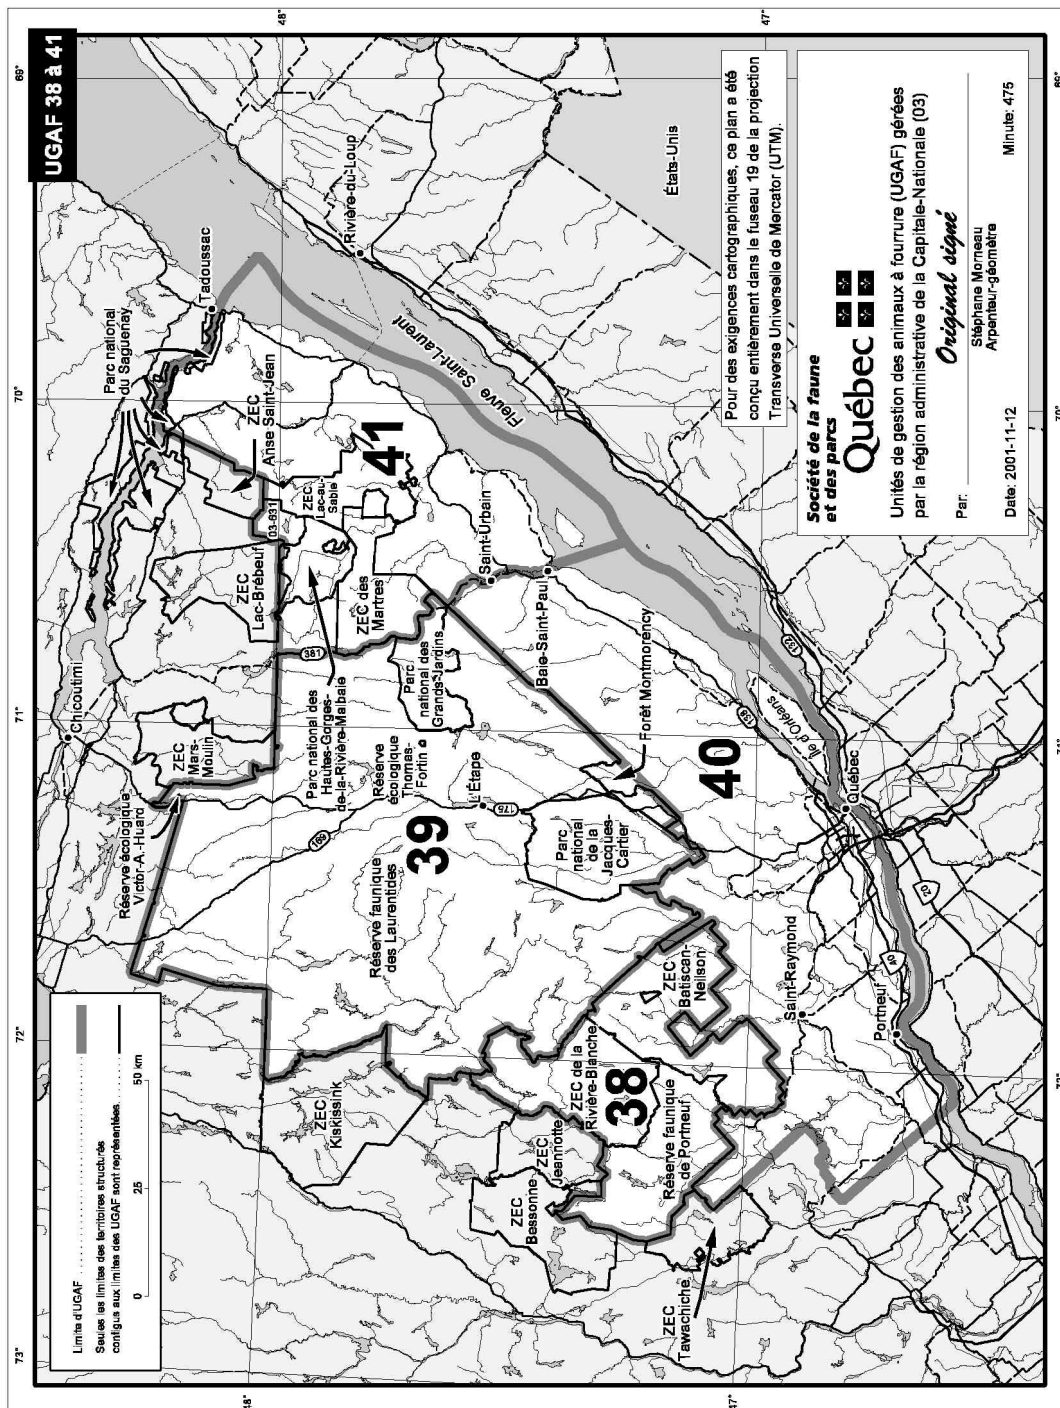 UGAF 38 à 41
73°
72°
71°
70°
69°
48°
48°
47°
47°
73°
72°
71°
70°
69°
Limite d'UGAF
Seules les limites des territoires structurés
contigus aux limites des UGAF sont représentées
0
25
50 km
Réserve écologique
Victor-A.-Huard
Chicoutimi
ZEC
Mars-
Moulin
ZEC
Lac-Brébeuf
Parc national
du Saguenay
Tadoussac
ZEC
Anse Saint-Jean
03-631
ZEC
Lac-au-
Sable
41
Rivière-du-Loup
Fleuve Saint-Laurent
Parc national des
Hautes-Gorges-
de-la-Rivière-Malbaie
ZEC des
Martres
381
Saint-Urbain
Baie-Saint-Paul
Parc
national des
Grands-Jardins
Réserve
écologique
Thomas-
Fortin
L'Étape
175
169
39
Réserve faunique
des Laurentides
Parc
national
de la
Jacques-
Cartier
Forêt Montmorency
40
138
132
Île d'Orléans
Québec
20
40
Saint-Raymond
Portneuf
ZEC
Batiscan-
Neilson
ZEC
Kiskissink
ZEC de la
Rivière-Blanche
38
ZEC
Jeannotte
ZEC
Bessonne
Réserve faunique
de Portneuf
ZEC
Tawachiche
États-Unis
Pour des exigences cartographiques, ce plan a été
conçu entièrement dans le fuseau 19 de la projection
Transverse Universelle de Mercator (UTM).
Société de la faune
et des parcs
Québec
Unités de gestion des animaux à fourrure (UGAF) gérées
par la région administrative de la Capitale-Nationale (03)
Par:
Original signé
Stéphane Morneau
Arpenteur-géomètre
Date: 2001-11-12
Minute: 475